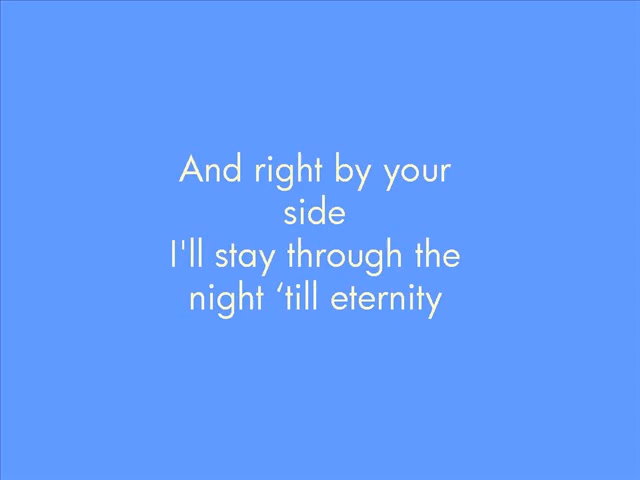 And right by your
side
I'll stay through the
night ‘till eternity